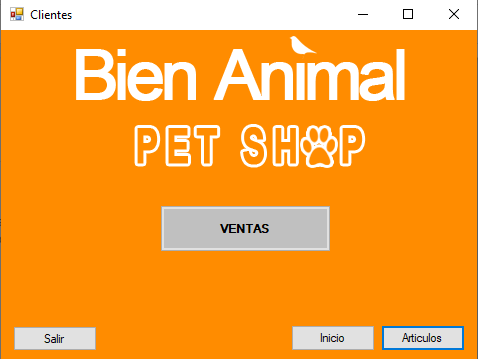 Clientes
Bien Animal
PET SHOP
VENTAS
Salir
Inicio
Articulos